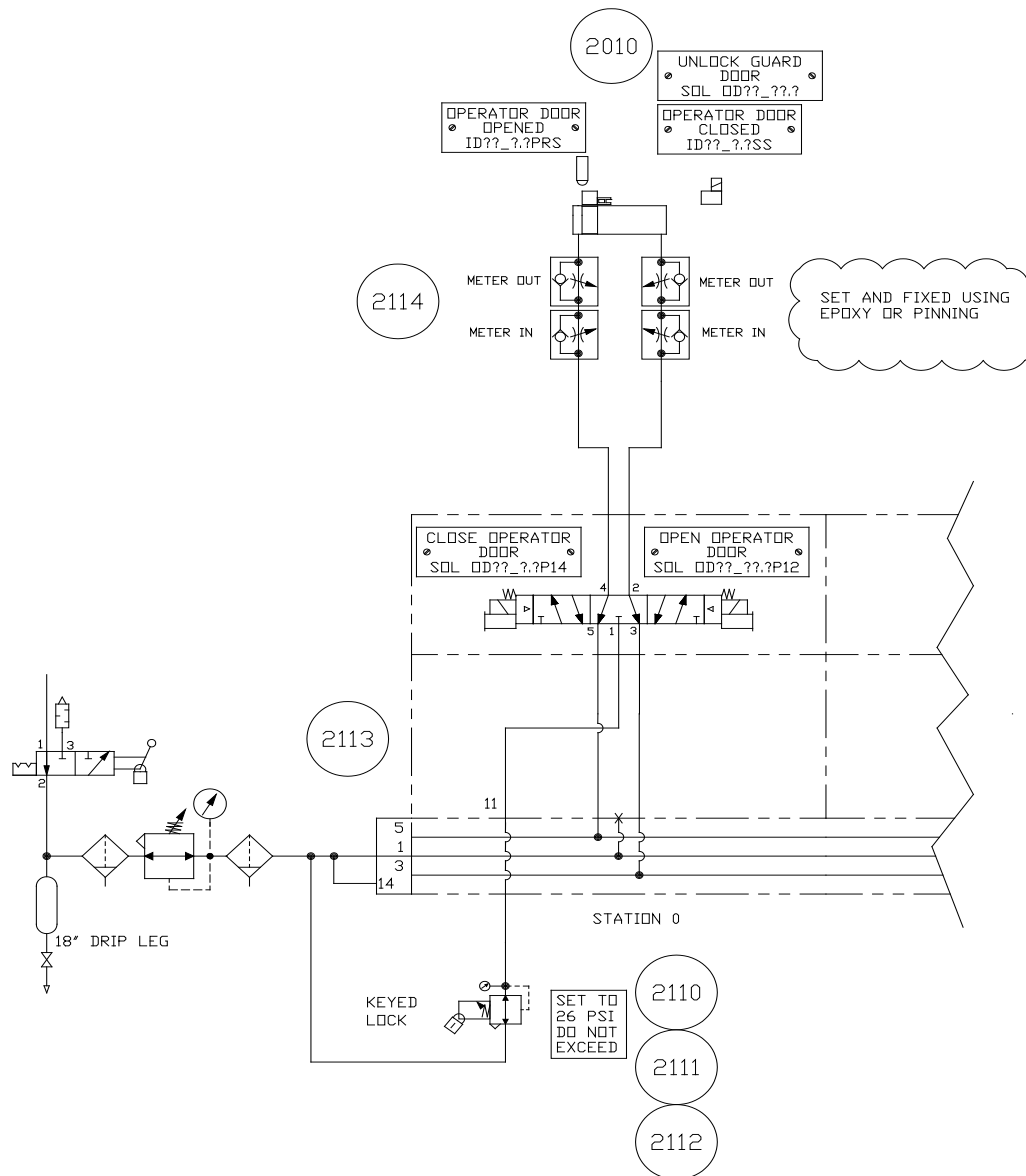 2010
UNLOCK GUARD
DOOR
SOL OD??_??.?
OPERATOR DOOR
OPENED
ID??_?.?PRS
OPERATOR DOOR
CLOSED
ID??_?.?SS
2114
METER OUT
METER OUT
METER IN
METER IN
SET AND FIXED USING
EPOXY OR PINNING
CLOSE OPERATOR
DOOR
SOL OD??_?.?P14
OPEN OPERATOR
DOOR
SOL OD??_??.?P12
4 2
5 1 3
2113
1 3
2
11
5
1
3
14
18" DRIP LEG
STATION 0
KEYED
LOCK
SET TO
26 PSI
DO NOT
EXCEED
2110
2111
2112